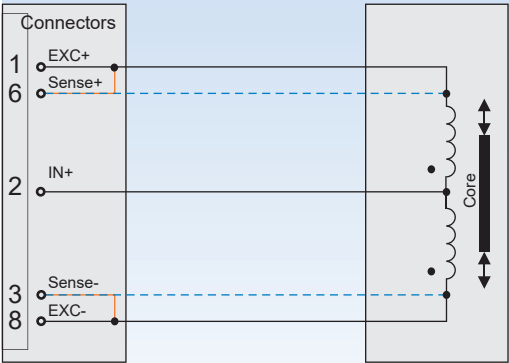 Connectors
1 EXC+
6 Sense+
2 IN+
Core
3 Sense-
8 EXC-